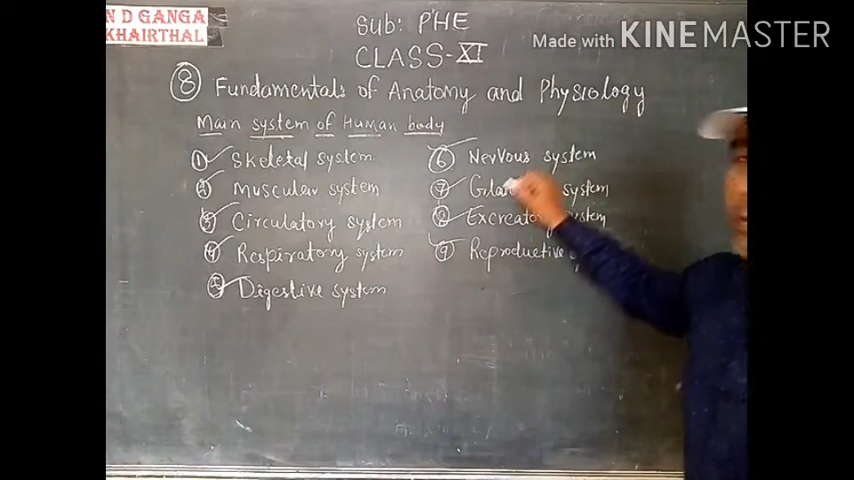 N D GANGA
KHAIRTHAL
Made with KINEMASTER
Sub: PHE
CLASS-XI
8 Fundamentals of Anatomy and Physiology
Main system of Human body
1 Skeletal system
2 Muscular system
3 Circulatory system
4 Respiratory system
5 Digestive system
6 Nervous system
7 system
8 Excreatory system
9 Reproductive